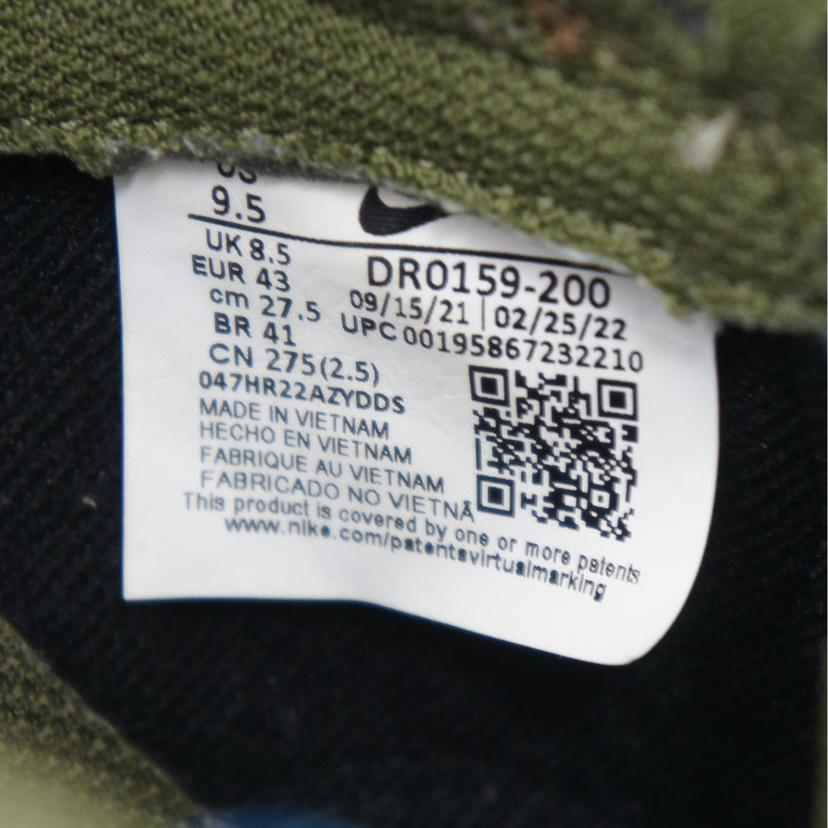 US
9.5
UK 8.5
EUR 43
cm 27.5
BR 41
CN 275(2.5)
047HR22AZYDDS
DR0159-200
09/15/21 | 02/25/22
UPC 00195867232210
MADE IN VIETNAM
HECHO EN VIETNAM
FABRIQUE AU VIETNAM
FABRICADO NO VIETNÃ
This product is covered by one or more patents
www.nike.com/patentsvirtualmarking